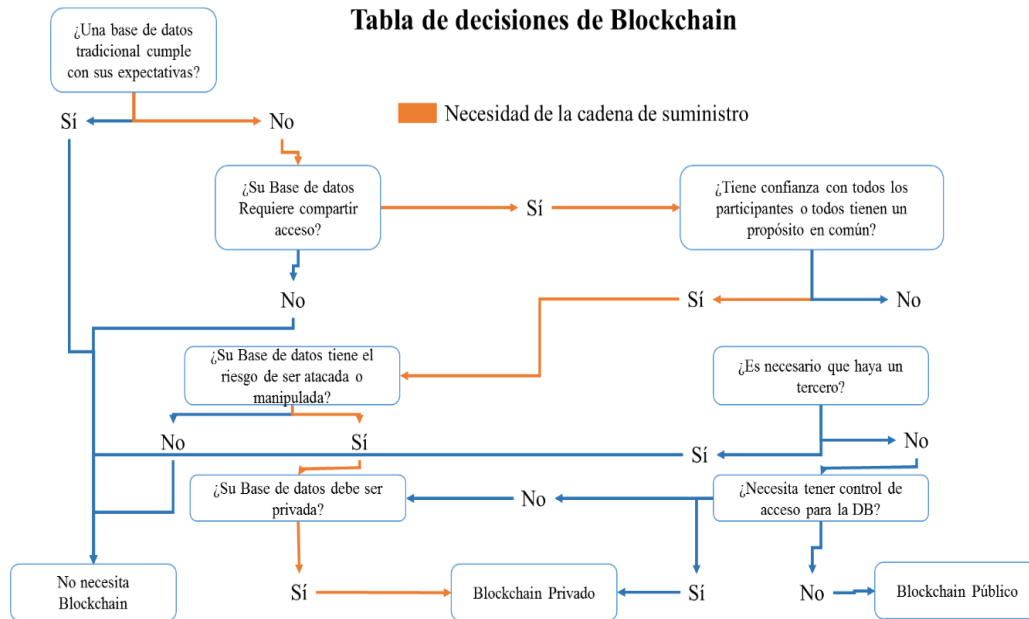 Tabla de decisiones de Blockchain
¿Una base de datos
tradicional cumple
con sus expectativas?
Sí
No
Necesidad de la cadena de suministro
¿Su Base de datos
Requiere compartir
acceso?
Sí
¿Tiene confianza con todos los
participantes o todos tienen un
propósito en común?
No
Sí
No
¿Su Base de datos tiene el
riesgo de ser atacada o
manipulada?
¿Es necesario que haya un
tercero?
No
Sí
Sí
No
¿Su Base de datos debe ser
privada?
No
¿Necesita tener control de
acceso para la DB?
No necesita
Blockchain
Sí
Blockchain Privado
Sí
No
Blockchain Público